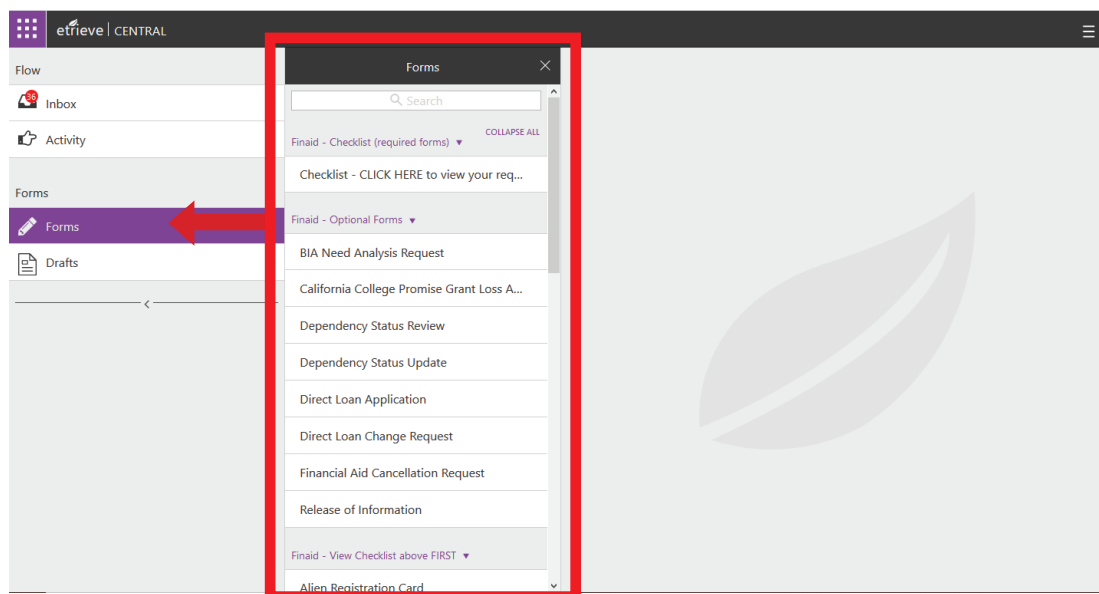 etrieve | CENTRAL
Flow
36
Inbox
Activity
Forms
Forms
Drafts
Forms
Search
COLLAPSE ALL
Finaid - Checklist (required forms)
Checklist - CLICK HERE to view your req...
Finaid - Optional Forms
BIA Need Analysis Request
California College Promise Grant Loss A...
Dependency Status Review
Dependency Status Update
Direct Loan Application
Direct Loan Change Request
Financial Aid Cancellation Request
Release of Information
Finaid - View Checklist above FIRST
Alien Registration Card